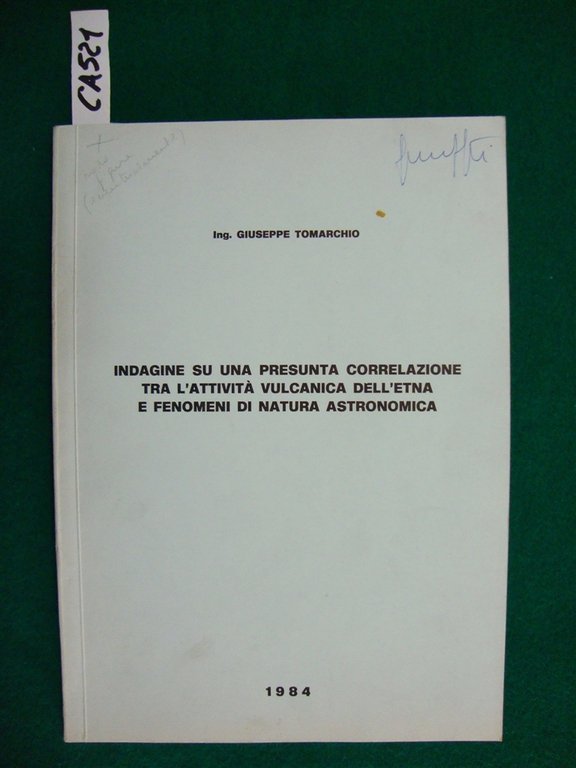 CA521
Ing. GIUSEPPE TOMARCHIO
INDAGINE SU UNA PRESUNTA CORRELAZIONE
TRA L'ATTIVITÀ VULCANICA DELL'ETNA
E FENOMENI DI NATURA ASTRONOMICA
1984